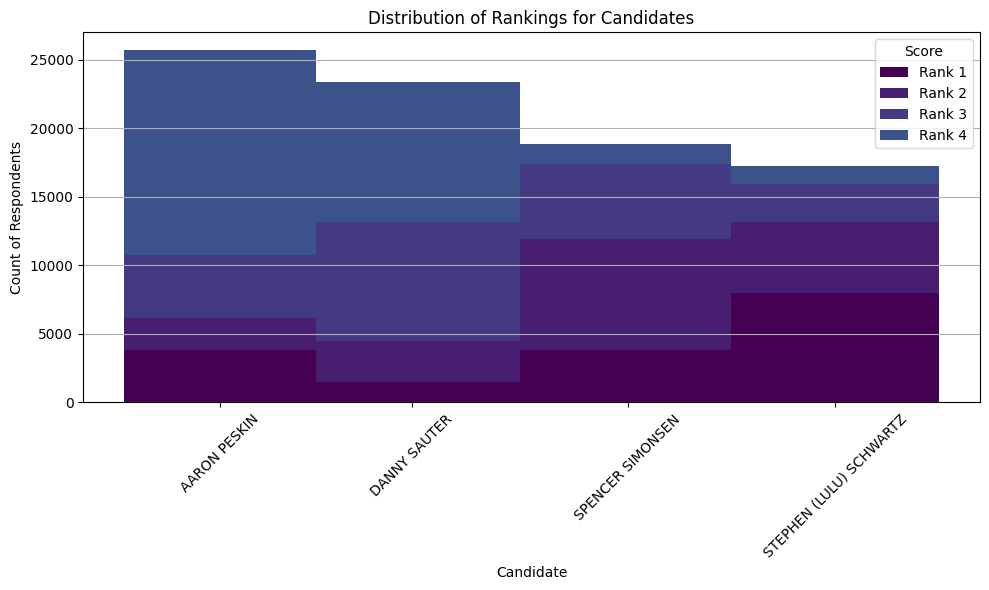 Distribution of Rankings for Candidates
Count of Respondents
25000
20000
15000
10000
5000
0
Score
Rank 1
Rank 2
Rank 3
Rank 4
AARON PESKIN
DANNY SAUTER
SPENCER SIMONSEN
STEPHEN (LULU) SCHWARTZ
Candidate